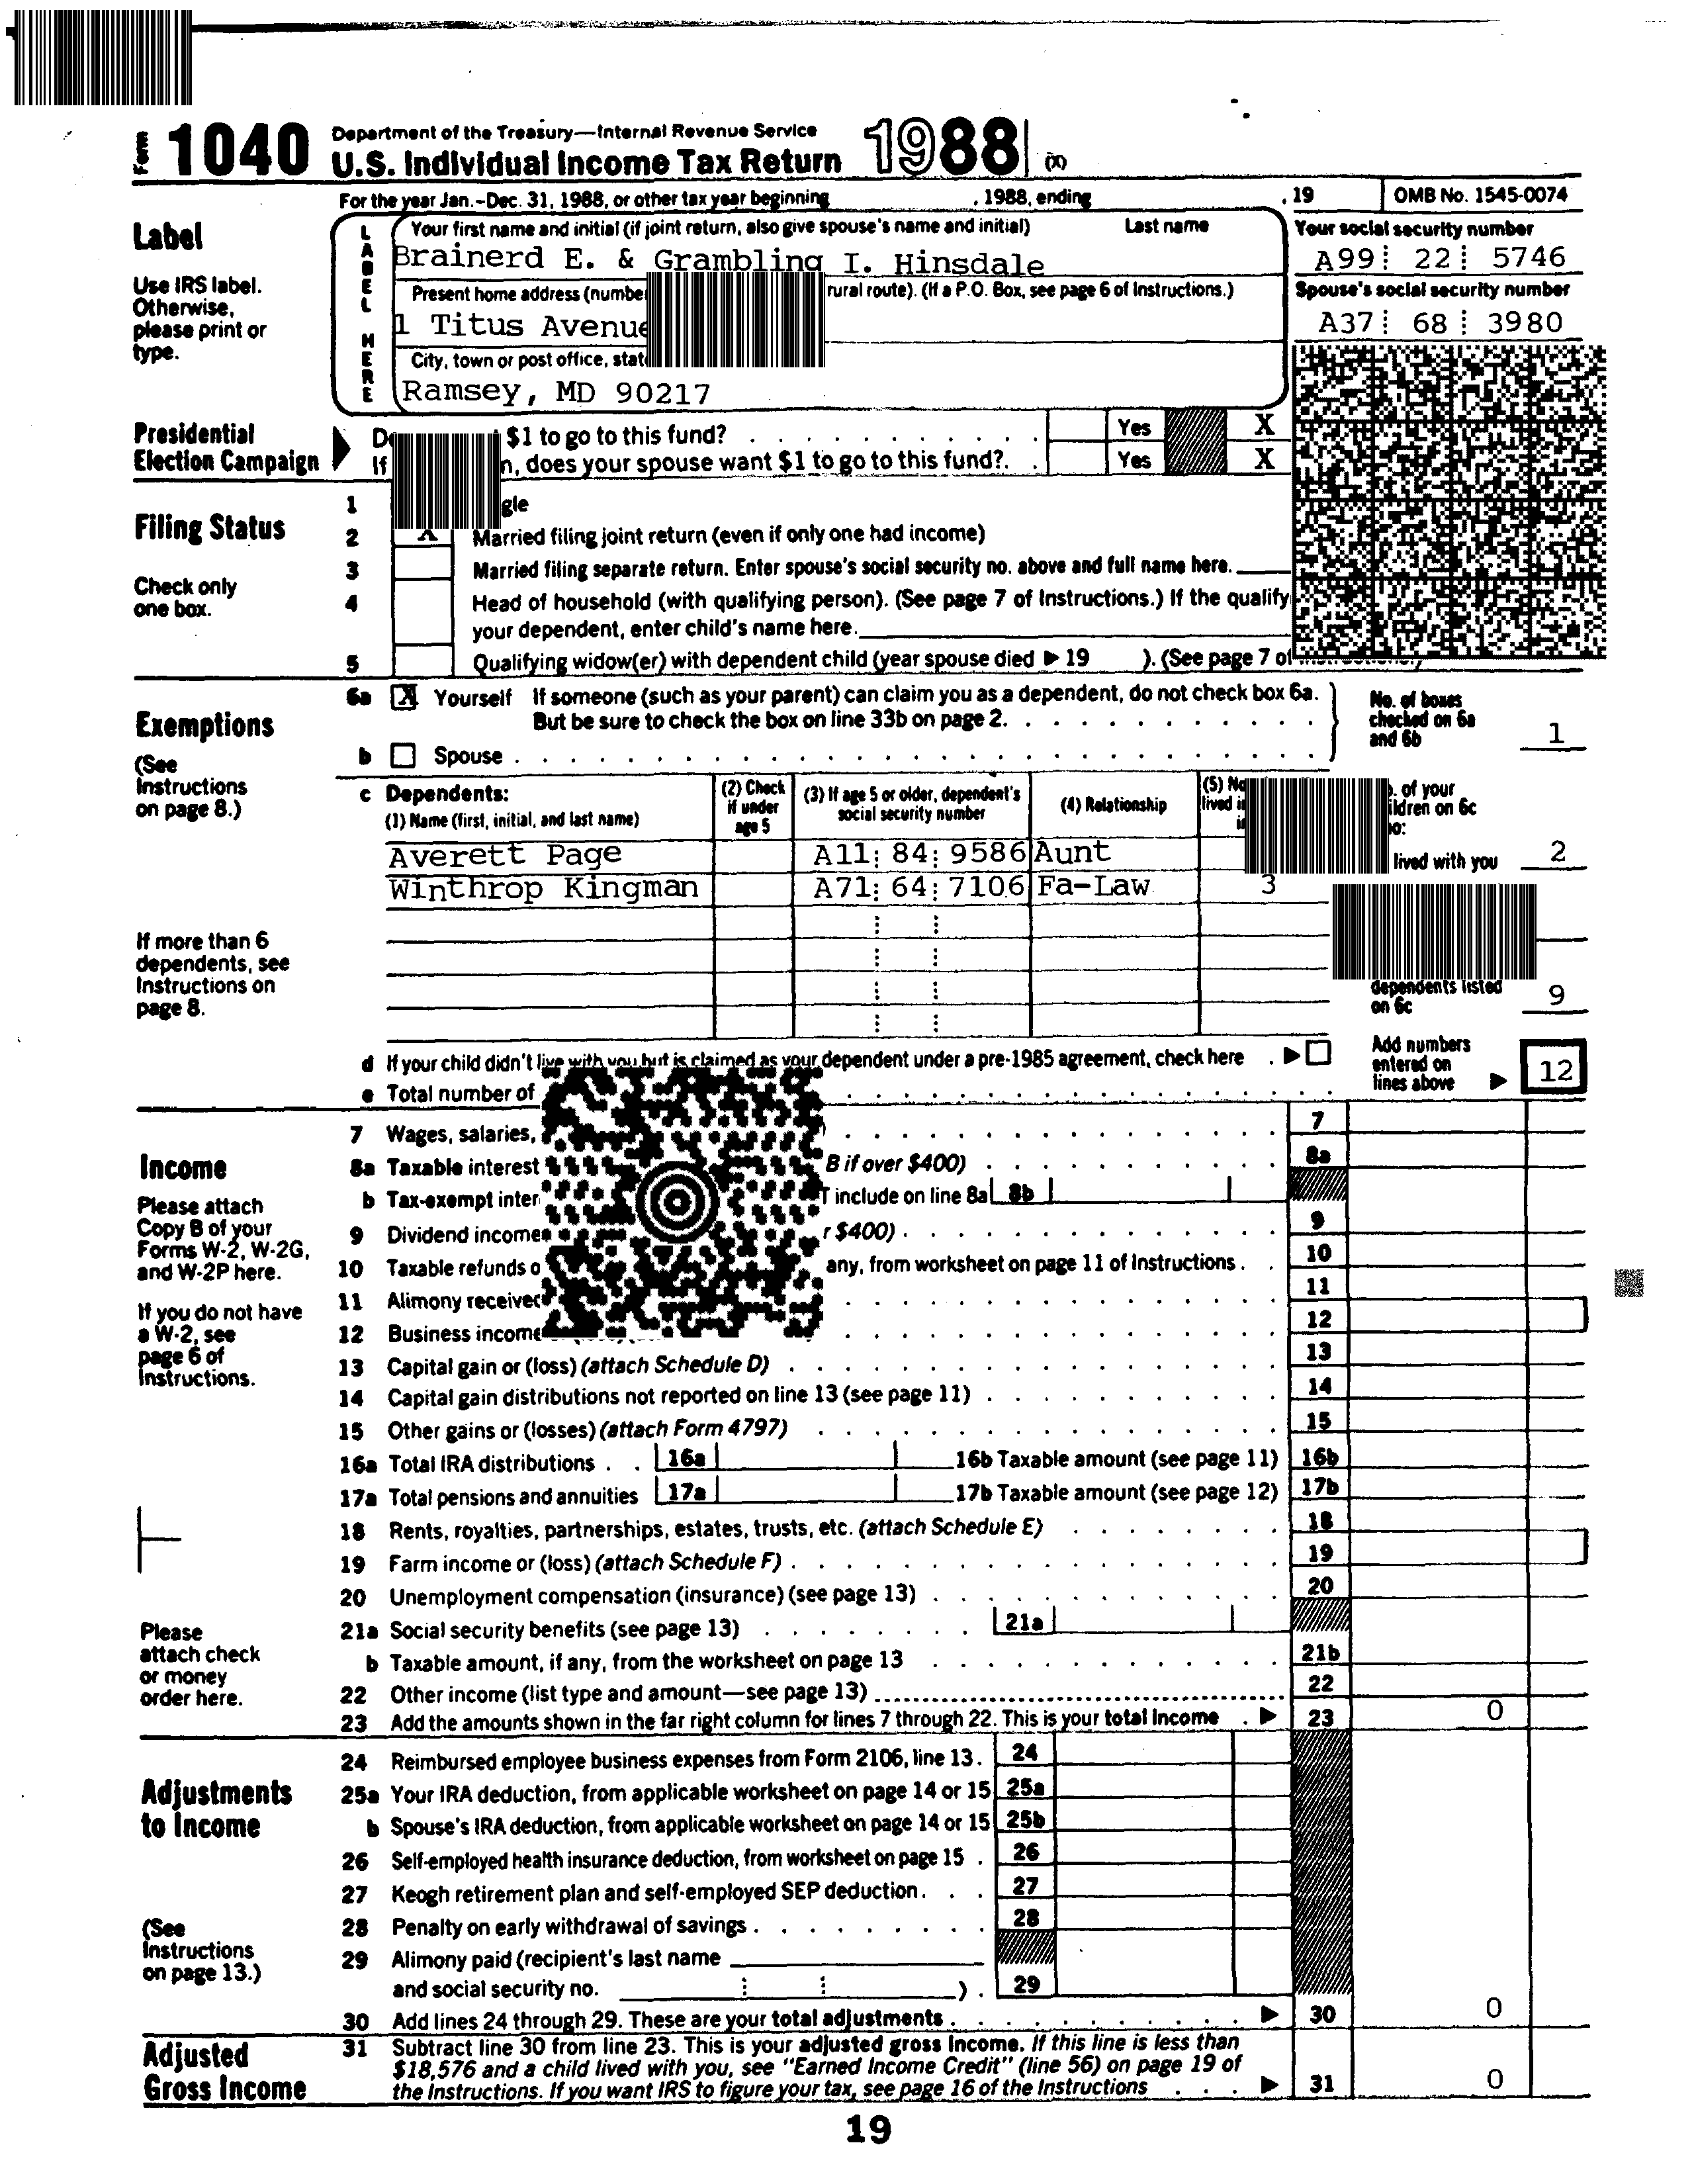 Form 1040 Department of the Treasury—Internal Revenue Service
U.S. Individual Income Tax Return 1988 (X)
For the year Jan.–Dec. 31, 1988, or other tax year beginning , 1988, ending , 19 OMB No. 1545-0074
Label
Use IRS label.
Otherwise,
please print or
type.
LABEL HERE
Your first name and initial (if joint return, also give spouse's name and initial) Last name
Brainerd E. & Grambling I. Hinsdale
Your social security number
A99 22 5746
Present home address (number rural route). (If a P.O. Box, see page 6 of Instructions.)
1 Titus Avenue
Spouse's social security number
A37 68 3980
City, town or post office, state
Ramsey, MD 90217
Presidential
Election Campaign
$1 to go to this fund? Yes X
If does your spouse want $1 to go to this fund? Yes X
Filing Status
Check only
one box.
1
2 X Married filing joint return (even if only one had income)
3 Married filing separate return. Enter spouse's social security no. above and full name here.
4 Head of household (with qualifying person). (See page 7 of Instructions.) If the
your dependent, enter child's name here.
5 Qualifying widow(er) with dependent child (year spouse died ▶ 19 ). (See page 7 of
Exemptions
(See
Instructions
on page 8.)
6a X Yourself If someone (such as your parent) can claim you as a dependent, do not check box 6a.
But be sure to check the box on line 33b on page 2.
b Spouse
No. of boxes
checked on 6a
and 6b 1
c Dependents:
(1) Name (first, initial, and last name)
(2) Check
if under
age 5
(3) If age 5 or older, dependent's
social security number
(4) Relationship
(5)
lived
of your
on 6c
lived with you 2
Averett Page A11 84 9586 Aunt
Winthrop Kingman A71 64 7106 Fa-Law 3
If more than 6
dependents, see
Instructions on
page 8.
dependents listed
on 6c 9
d If your child didn't live with you but is claimed as your dependent under a pre-1985 agreement, check here ▶
e Total number of
Add numbers
entered on
lines above ▶ 12
Income
Please attach
Copy B of your
Forms W-2, W-2G,
and W-2P here.
If you do not have
a W-2, see
page 6 of
Instructions.
Please
attach check
or money
order here.
7 Wages, salaries, 7
8a Taxable interest B if over $400) 8a
b Tax-exempt include on line 8a 8b
9 Dividend income $400) 9
10 Taxable refunds any, from worksheet on page 11 of Instructions 10
11 Alimony received 11
12 Business income 12
13 Capital gain or (loss) (attach Schedule D) 13
14 Capital gain distributions not reported on line 13 (see page 11) 14
15 Other gains or (losses) (attach Form 4797) 15
16a Total IRA distributions 16a 16b Taxable amount (see page 11) 16b
17a Total pensions and annuities 17a 17b Taxable amount (see page 12) 17b
18 Rents, royalties, partnerships, estates, trusts, etc. (attach Schedule E) 18
19 Farm income or (loss) (attach Schedule F) 19
20 Unemployment compensation (insurance) (see page 13) 20
21a Social security benefits (see page 13) 21a
b Taxable amount, if any, from the worksheet on page 13 21b
22 Other income (list type and amount—see page 13) 22
23 Add the amounts shown in the far right column for lines 7 through 22. This is your total income ▶ 23 0
Adjustments
to Income
(See
Instructions
on page 13.)
24 Reimbursed employee business expenses from Form 2106, line 13. 24
25a Your IRA deduction, from applicable worksheet on page 14 or 15 25a
b Spouse's IRA deduction, from applicable worksheet on page 14 or 15 25b
26 Self-employed health insurance deduction, from worksheet on page 15 26
27 Keogh retirement plan and self-employed SEP deduction 27
28 Penalty on early withdrawal of savings 28
29 Alimony paid (recipient's last name
and social security no. ) 29
30 Add lines 24 through 29. These are your total adjustments ▶ 30 0
Adjusted
Gross Income
31 Subtract line 30 from line 23. This is your adjusted gross income. If this line is less than
$18,576 and a child lived with you, see "Earned Income Credit" (line 56) on page 19 of
the Instructions. If you want IRS to figure your tax, see page 16 of the Instructions ▶ 31 0
19